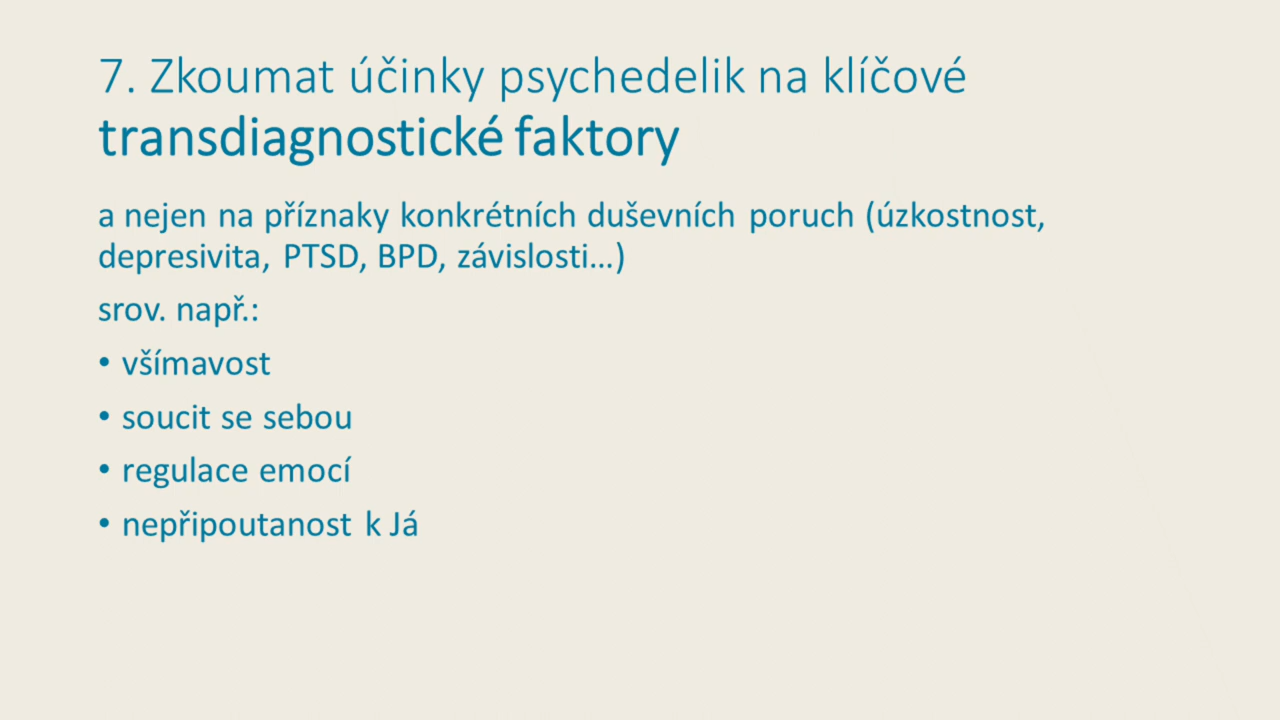 7. Zkoumat účinky psychedelik na klíčové
transdiagnostické faktory
a nejen na příznaky konkrétních duševních poruch (úzkostnost,
depresivita, PTSD, BPD, závislosti...)
srov. např.:
• všímavost
• soucit se sebou
• regulace emocí
• nepřipoutanost k Já